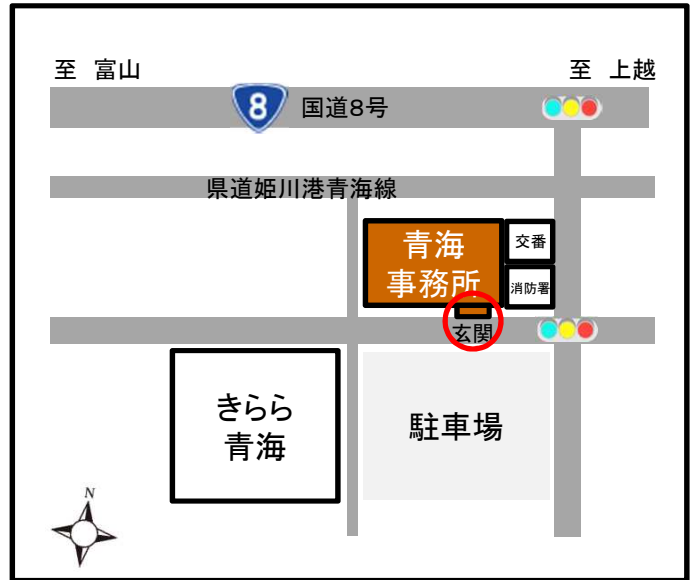 至 富山
至 上越
8
国道8号
県道姫川港青海線
青海
事務所
交番
消防署
玄関
きらら
青海
駐車場
N